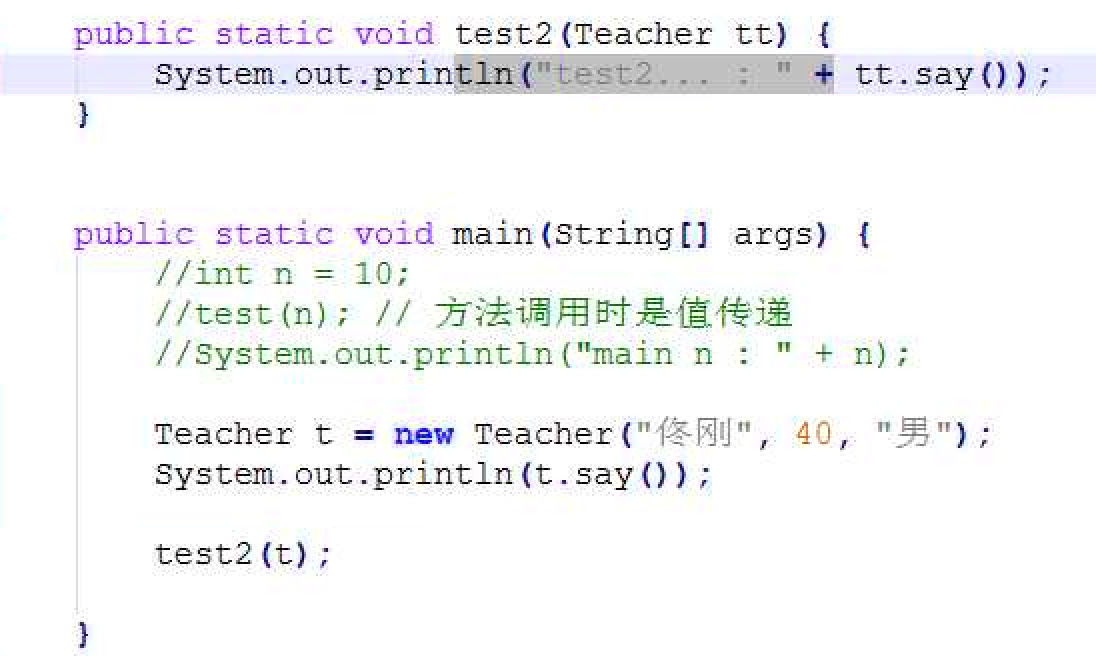 public static void test2(Teacher tt) {
System.out.println("test2... : " + tt.say());
}
public static void main(String[] args) {
//int n = 10;
//test(n); // 方法调用时是值传递
//System.out.println("main n : " + n);
Teacher t = new Teacher("佟刚", 40, "男");
System.out.println(t.say());
test2(t);
}